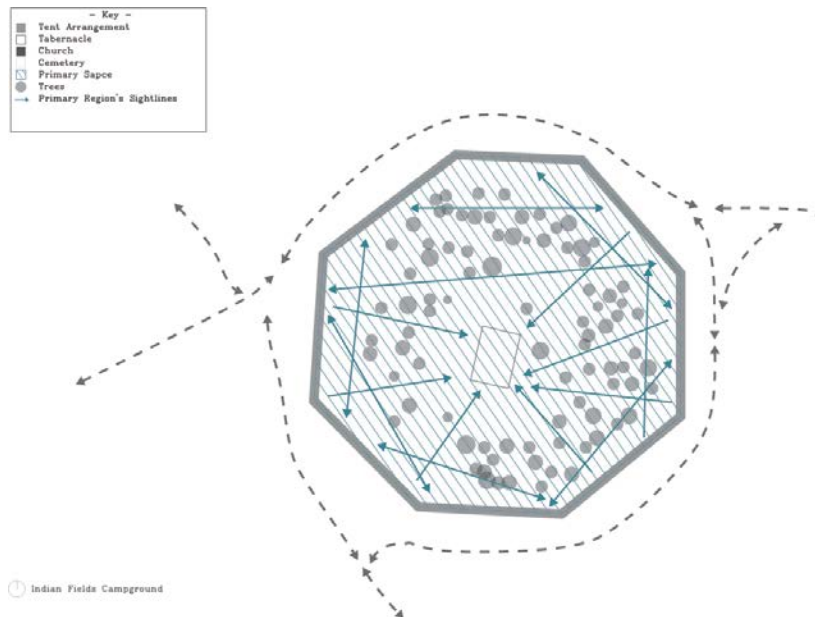 – Key –
Tent Arrangement
Tabernacle
Church
Cemetery
Primary Sapce
Trees
Primary Region's Sightlines
Indian Fields Campground